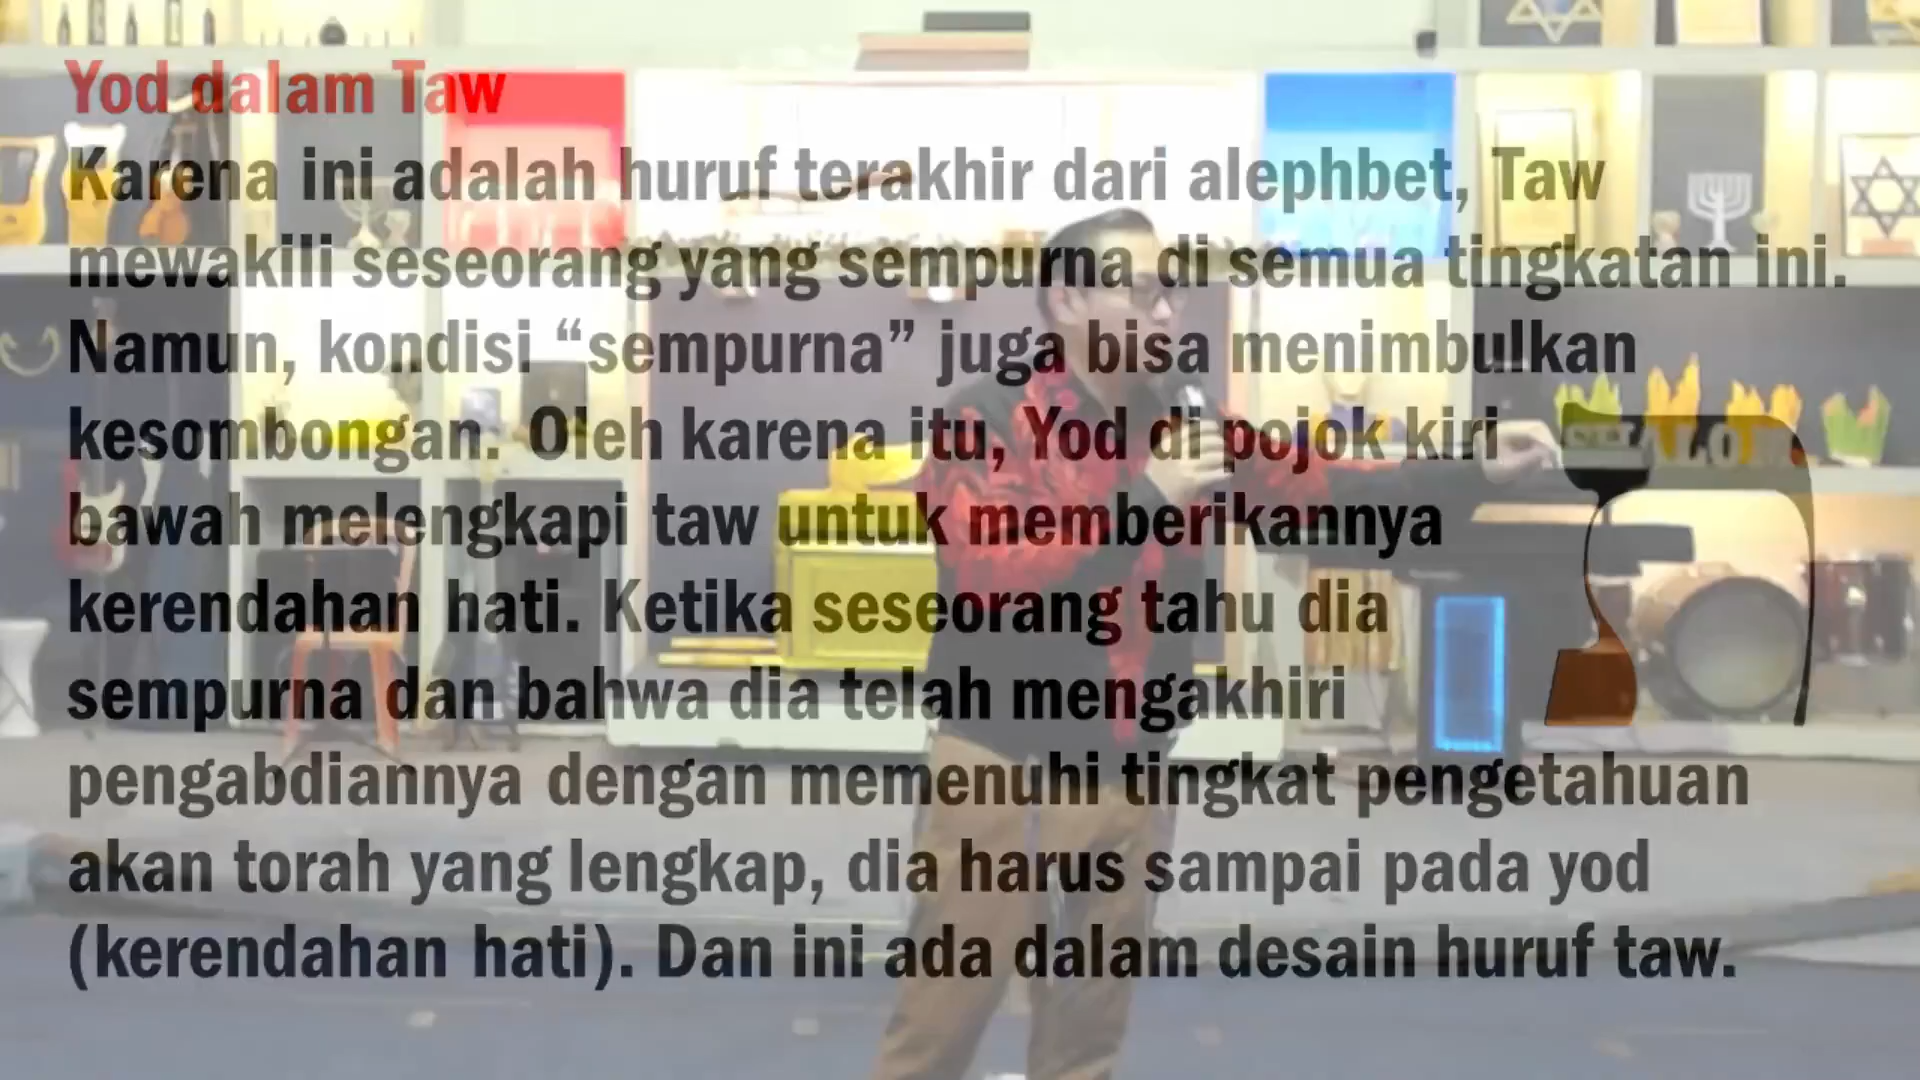 Yod dalam Taw
Karena ini adalah huruf terakhir dari alephbet, Taw
mewakili seseorang yang sempurna di semua tingkatan ini.
Namun, kondisi “sempurna” juga bisa menimbulkan
kesombongan. Oleh karena itu, Yod di pojok kiri
bawah melengkapi taw untuk memberikannya
kerendahan hati. Ketika seseorang tahu dia
sempurna dan bahwa dia telah mengakhiri
pengabdiannya dengan memenuhi tingkat pengetahuan
akan torah yang lengkap, dia harus sampai pada yod
(kerendahan hati). Dan ini ada dalam desain huruf taw.
ת